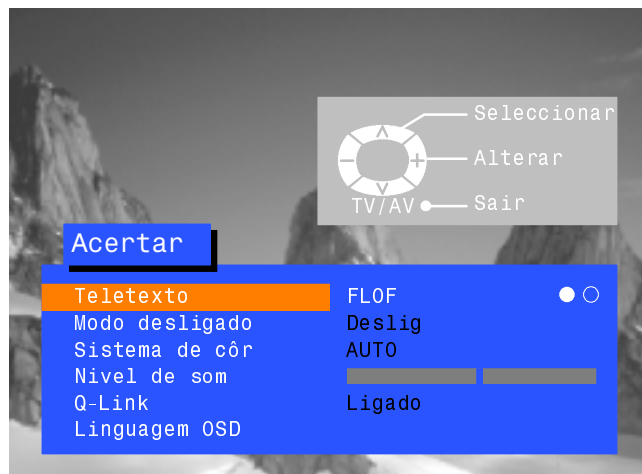 Seleccionar
Alterar
TV/AV Sair
Acertar
Teletexto FLOF
Modo desligado Deslig
Sistema de côr AUTO
Nivel de som
Q-Link Ligado
Linguagem OSD